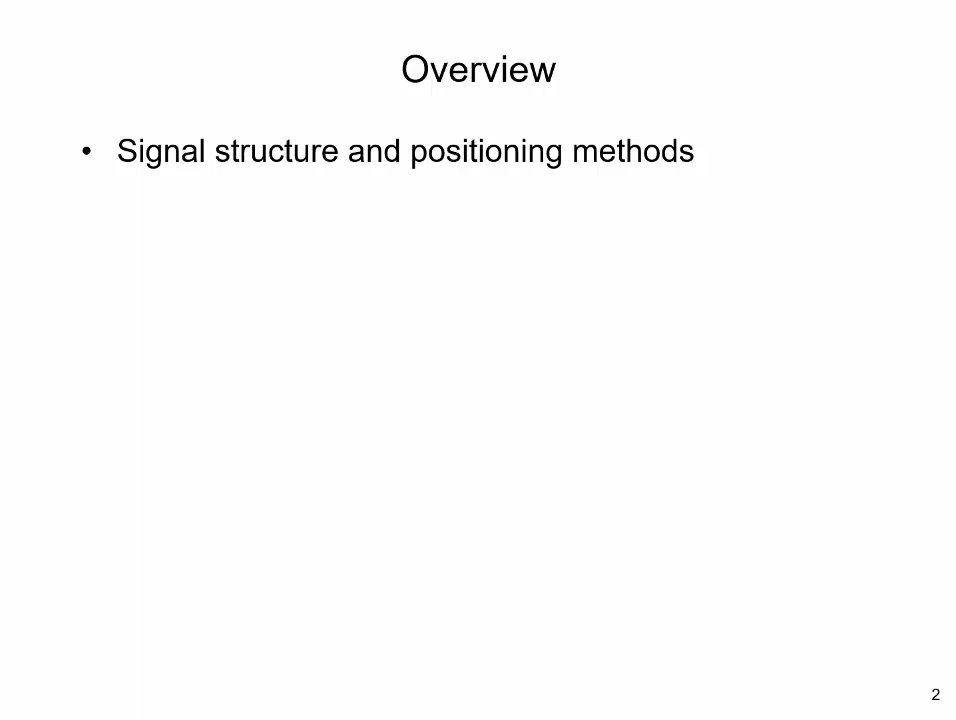 Overview
• Signal structure and positioning methods
2